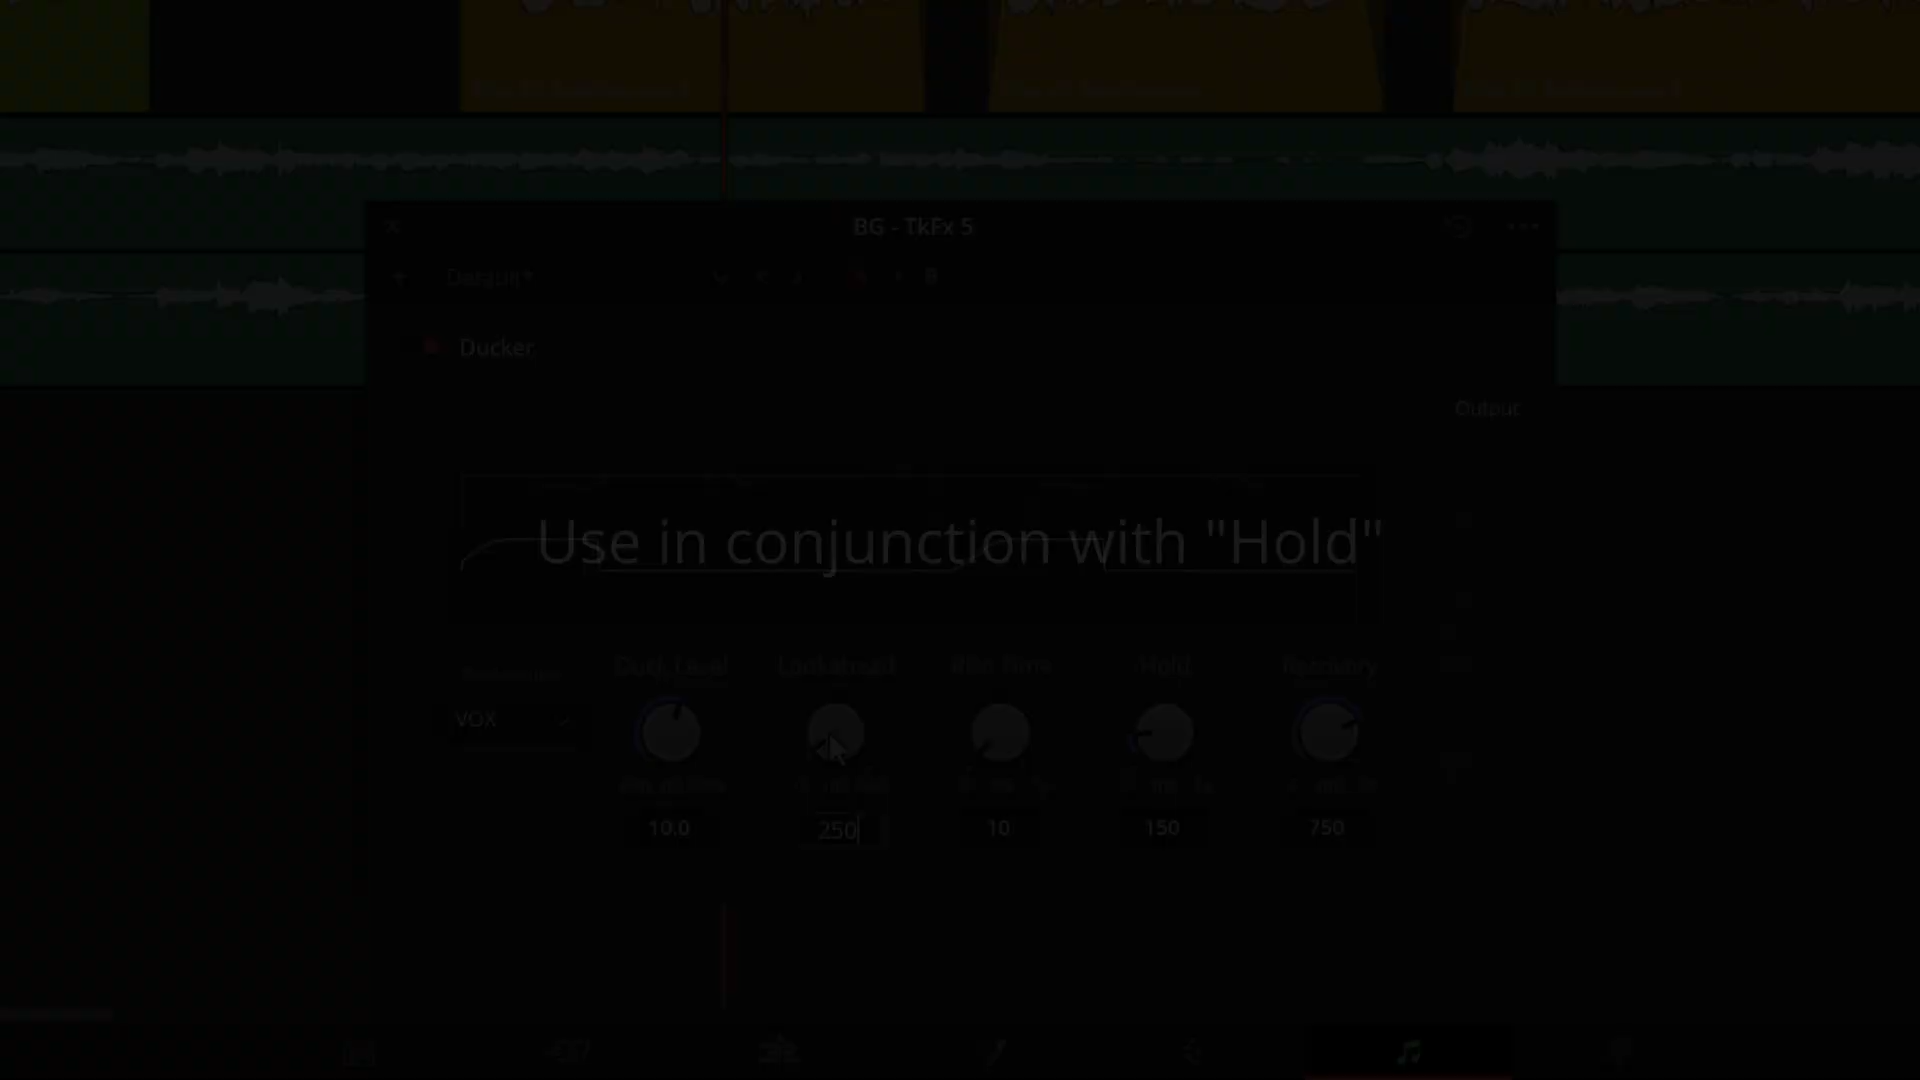 BG - TkFx 5
Default*
Ducker
Output
Use in conjunction with "Hold"
Duck Level
Lookahead
Rise Time
Hold
Recovery
VOX
10.0
250
10
150
750